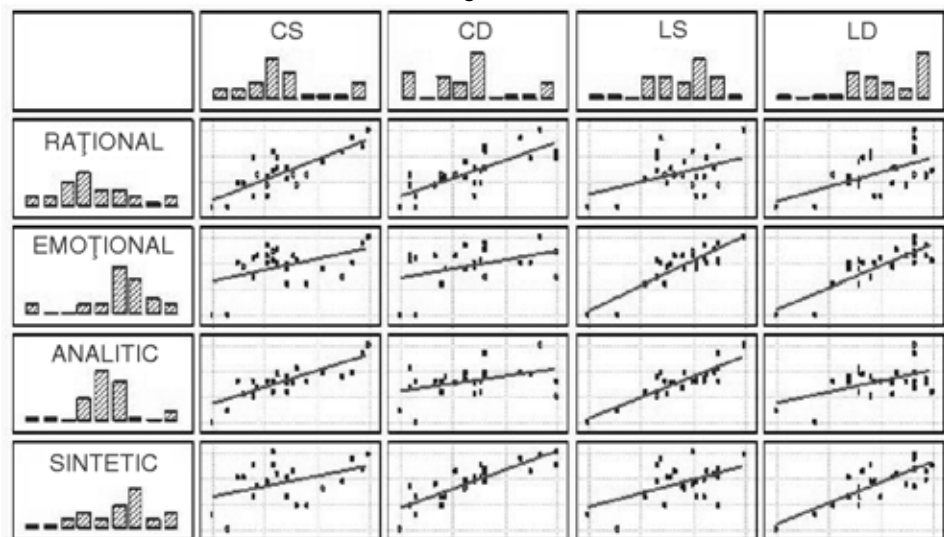 CS CD LS LD
RAŢIONAL
EMOŢIONAL
ANALITIC
SINTETIC